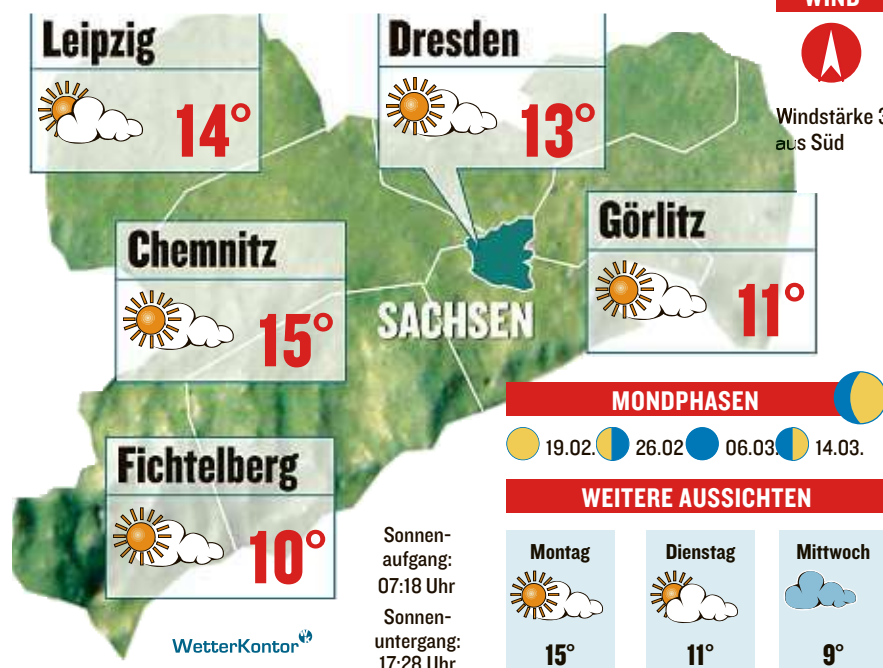 Leipzig
14°
Dresden
13°
WIND
Windstärke 3
aus Süd
Chemnitz
15°
Görlitz
11°
SACHSEN
Fichtelberg
10°
MONDPHASEN
19.02. 26.02 06.03. 14.03.
WEITERE AUSSICHTEN
Sonnen-
aufgang:
07:18 Uhr
Sonnen-
untergang:
17:28 Uhr
Montag Dienstag Mittwoch
15° 11° 9°
WetterKontor